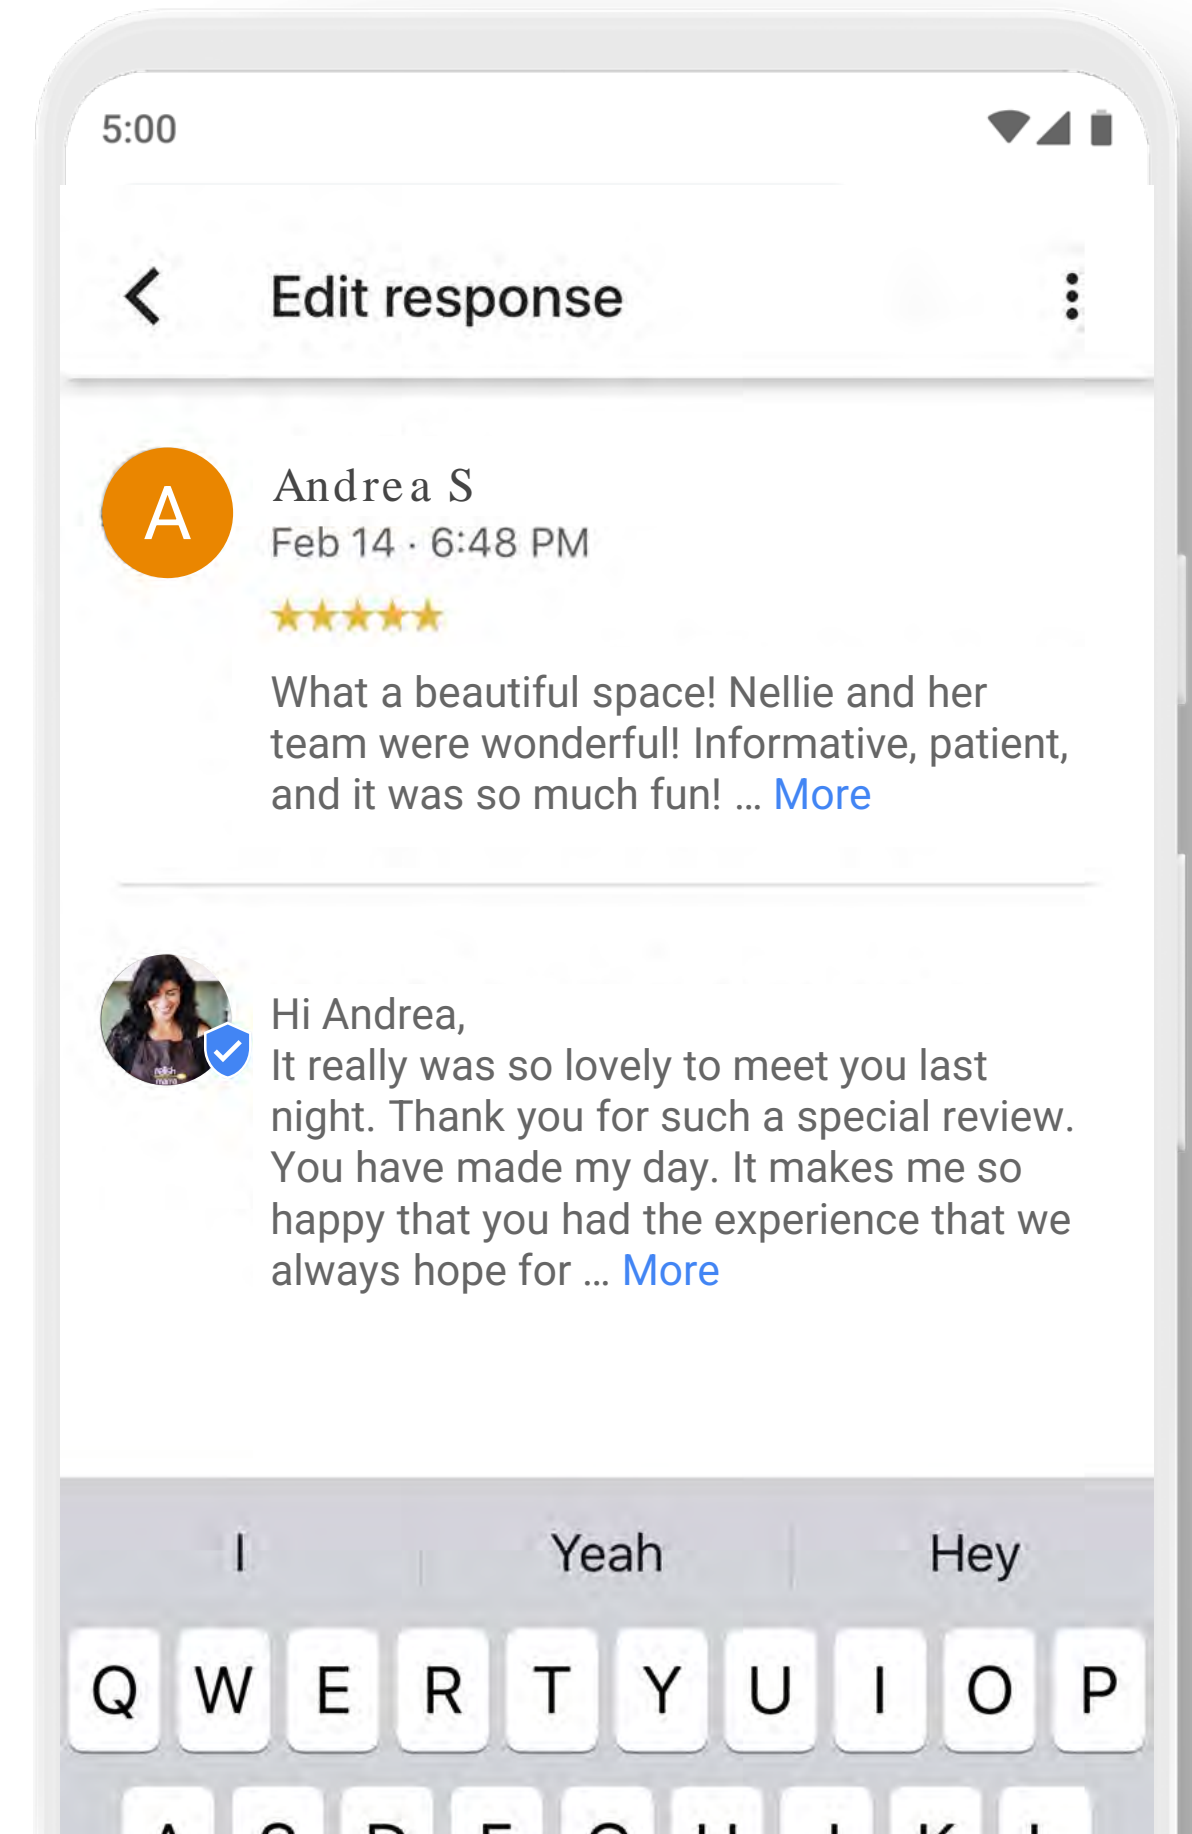 5:00
Edit response
A
Andrea S
Feb 14 · 6:48 PM
What a beautiful space! Nellie and her
team were wonderful! Informative, patient,
and it was so much fun! ... More
Hi Andrea,
It really was so lovely to meet you last
night. Thank you for such a special review.
You have made my day. It makes me so
happy that you had the experience that we
always hope for ... More
I Yeah Hey
Q W E R T Y U I O P